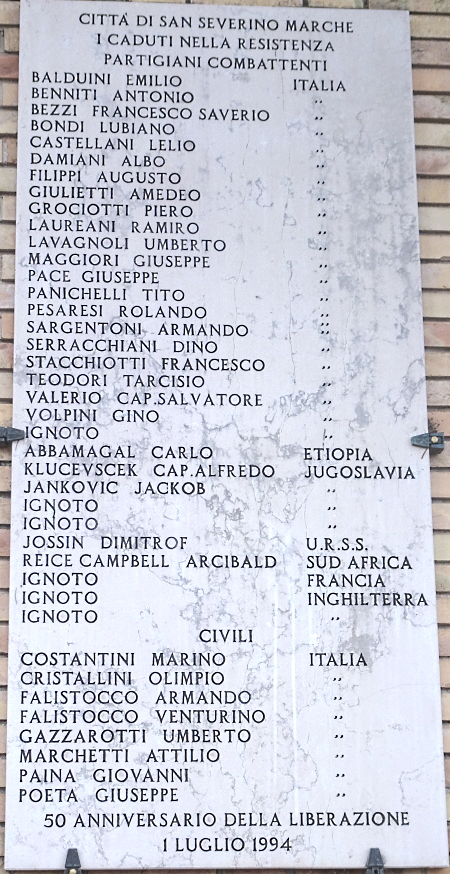 CITTÀ DI SAN SEVERINO MARCHE
I CADUTI NELLA RESISTENZA
PARTIGIANI COMBATTENTI
BALDUINI EMILIO ITALIA
BENNITI ANTONIO ,,
BEZZI FRANCESCO SAVERIO ,,
BONDI LUBIANO ,,
CASTELLANI LELIO ,,
DAMIANI ALBO ,,
FILIPPI AUGUSTO ,,
GIULIETTI AMEDEO ,,
GROCIOTTI PIERO ,,
LAUREANI RAMIRO ,,
LAVAGNOLI UMBERTO ,,
MAGGIORI GIUSEPPE ,,
PACE GIUSEPPE ,,
PANICHELLI TITO ,,
PESARESI ROLANDO ,,
SARGENTONI ARMANDO ,,
SERRACCHIANI DINO ,,
STACCHIOTTI FRANCESCO ,,
TEODORI TARCISIO ,,
VALERIO CAP.SALVATORE ,,
VOLPINI GINO ,,
IGNOTO ,,
ABBAMAGAL CARLO ETIOPIA
KLUCEVSCEK CAP.ALFREDO JUGOSLAVIA
JANKOVIC JACKOB ,,
IGNOTO ,,
IGNOTO ,,
JOSSIN DIMITROF U.R.S.S.
REICE CAMPBELL ARCIBALD SUD AFRICA
IGNOTO FRANCIA
IGNOTO INGHILTERRA
IGNOTO ,,
CIVILI
COSTANTINI MARINO ITALIA
CRISTALLINI OLIMPIO ,,
FALISTOCCO ARMANDO ,,
FALISTOCCO VENTURINO ,,
GAZZAROTTI UMBERTO ,,
MARCHETTI ATTILIO ,,
PAINA GIOVANNI ,,
POETA GIUSEPPE ,,
50 ANNIVERSARIO DELLA LIBERAZIONE
1 LUGLIO 1994